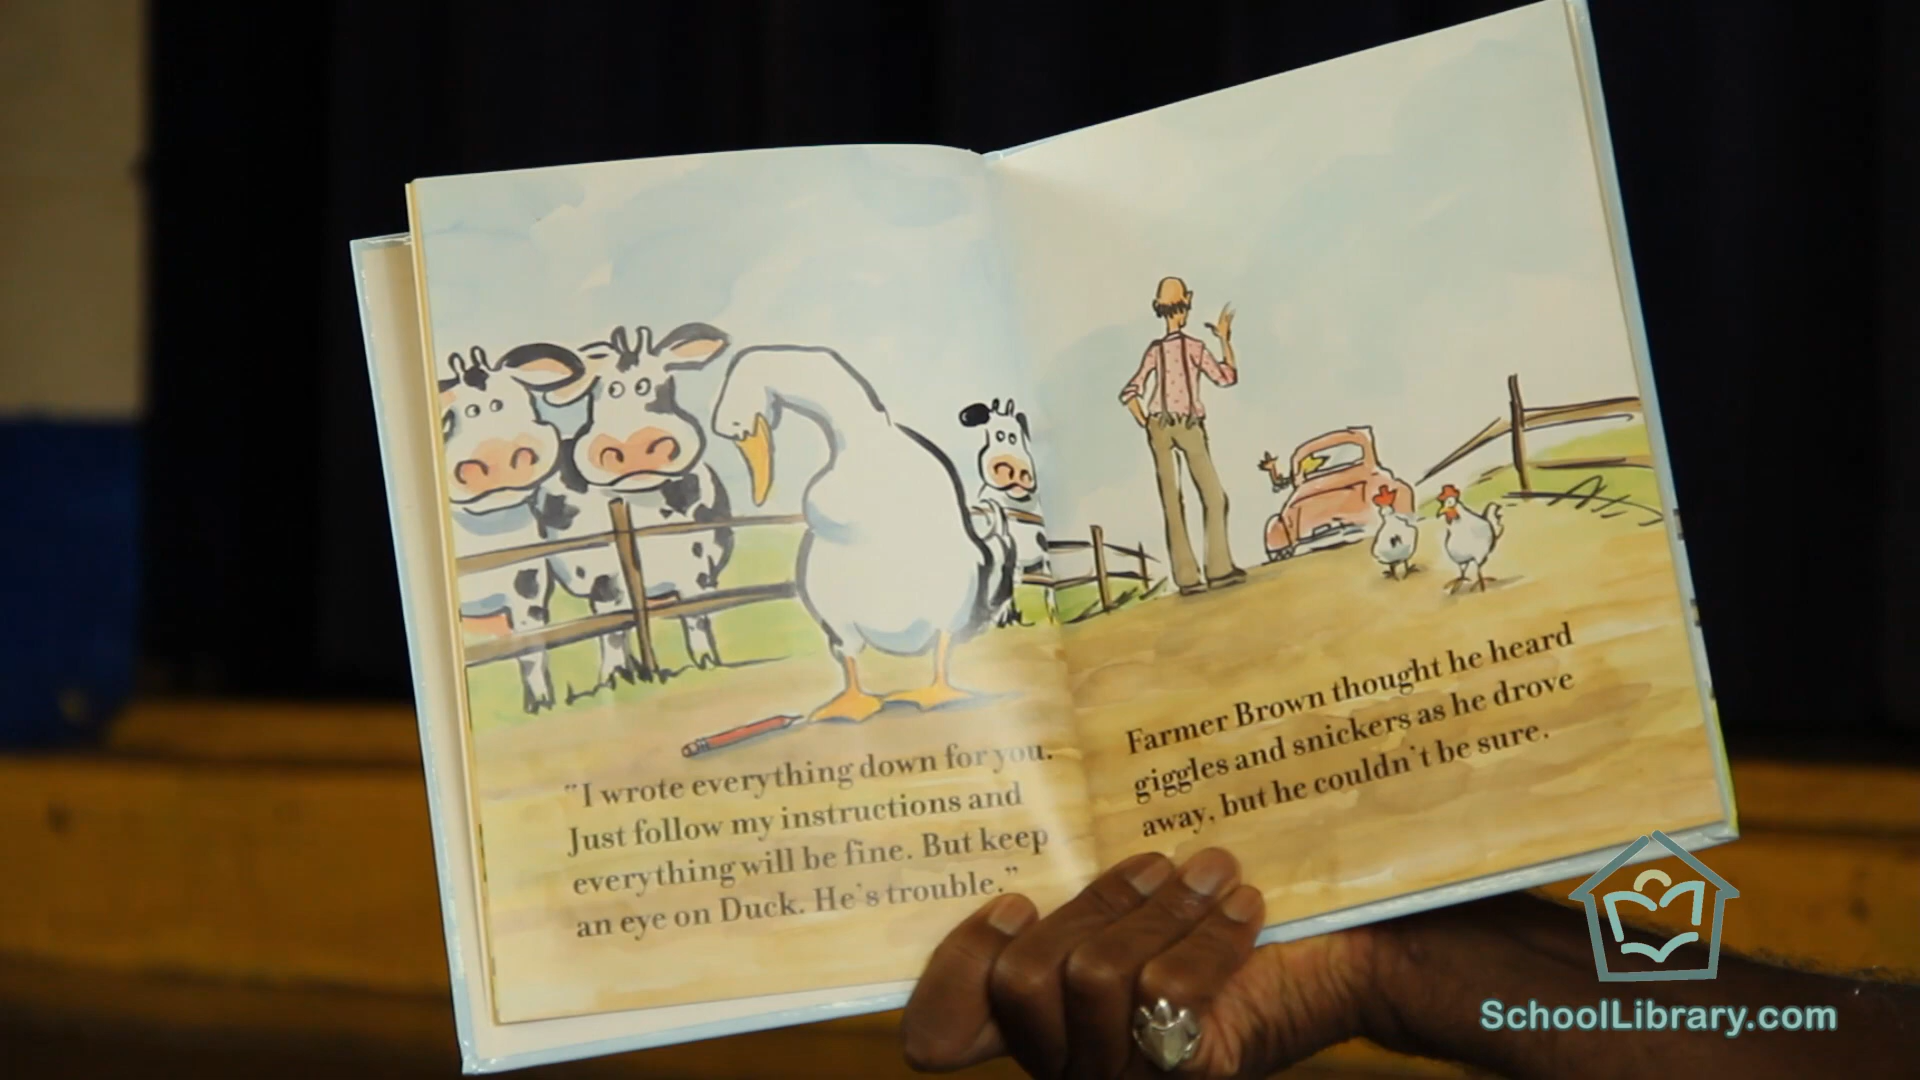 "I wrote everything down for you.
Just follow my instructions and
everything will be fine. But keep
an eye on Duck. He's trouble."
Farmer Brown thought he heard
giggles and snickers as he drove
away, but he couldn't be sure.
SchoolLibrary.com